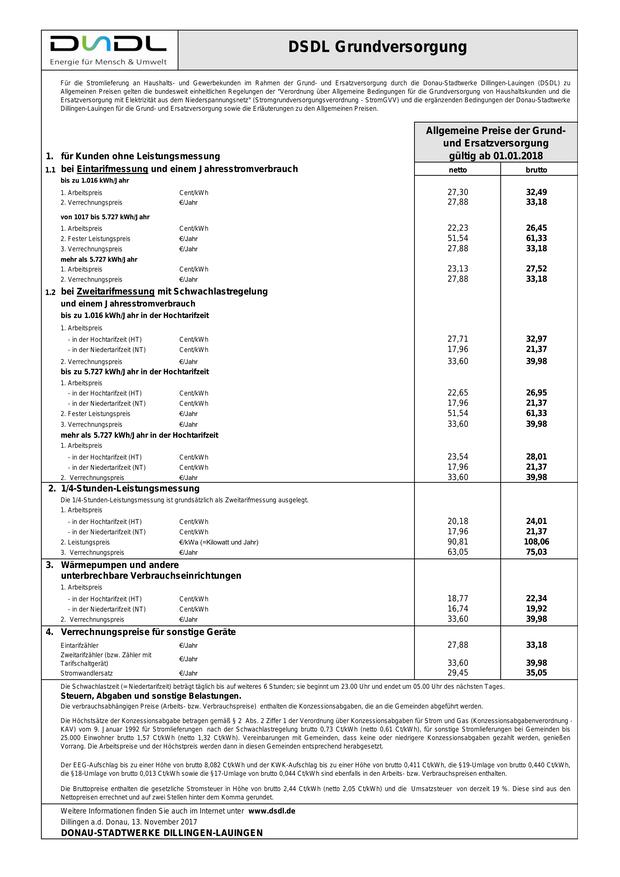 DSDL
Energie für Mensch & Umwelt
DSDL Grundversorgung
Für die Stromlieferung an Haushalts- und Gewerbekunden im Rahmen der Grund- und Ersatzversorgung durch die Donau-Stadtwerke Dillingen-Lauingen (DSDL) zu
Allgemeinen Preisen gelten die bundesweit einheitlichen Regelungen der "Verordnung über Allgemeine Bedingungen für die Grundversorgung von Haushaltskunden und die
Ersatzversorgung mit Elektrizität aus dem Niederspannungsnetz" (Stromgrundversorgungsverordnung - StromGVV) und die ergänzenden Bedingungen der Donau-Stadtwerke
Dillingen-Lauingen für die Grund- und Ersatzversorgung sowie die Erläuterungen zu den Allgemeinen Preisen.
Allgemeine Preise der Grund-
und Ersatzversorgung
gültig ab 01.01.2018
1. für Kunden ohne Leistungsmessung
1.1 bei Eintarifmessung und einem Jahresstromverbrauch netto brutto
bis zu 1.016 kWh/Jahr
1. Arbeitspreis Cent/kWh 27,30 32,49
2. Verrechnungspreis €/Jahr 27,88 33,18
von 1017 bis 5.727 kWh/Jahr
1. Arbeitspreis Cent/kWh 22,23 26,45
2. Fester Leistungspreis €/Jahr 51,54 61,33
3. Verrechnungspreis €/Jahr 27,88 33,18
mehr als 5.727 kWh/Jahr
1. Arbeitspreis Cent/kWh 23,13 27,52
2. Verrechnungspreis €/Jahr 27,88 33,18
1.2 bei Zweitarifmessung mit Schwachlastregelung
und einem Jahresstromverbrauch
bis zu 1.016 kWh/Jahr in der Hochtarifzeit
1. Arbeitspreis
- in der Hochtarifzeit (HT) Cent/kWh 27,71 32,97
- in der Niedertarifzeit (NT) Cent/kWh 17,96 21,37
2. Verrechnungspreis €/Jahr 33,60 39,98
bis zu 5.727 kWh/Jahr in der Hochtarifzeit
1. Arbeitspreis
- in der Hochtarifzeit (HT) Cent/kWh 22,65 26,95
- in der Niedertarifzeit (NT) Cent/kWh 17,96 21,37
2. Fester Leistungspreis €/Jahr 51,54 61,33
3. Verrechnungspreis €/Jahr 33,60 39,98
mehr als 5.727 kWh/Jahr in der Hochtarifzeit
1. Arbeitspreis
- in der Hochtarifzeit (HT) Cent/kWh 23,54 28,01
- in der Niedertarifzeit (NT) Cent/kWh 17,96 21,37
2. Verrechnungspreis €/Jahr 33,60 39,98
2. 1/4-Stunden-Leistungsmessung
Die 1/4-Stunden-Leistungsmessung ist grundsätzlich als Zweitarifmessung ausgelegt.
1. Arbeitspreis
- in der Hochtarifzeit (HT) Cent/kWh 20,18 24,01
- in der Niedertarifzeit (NT) Cent/kWh 17,96 21,37
2. Leistungspreis €/kWa (=Kilowatt und Jahr) 90,81 108,06
3. Verrechnungspreis €/Jahr 63,05 75,03
3. Wärmepumpen und andere
unterbrechbare Verbrauchseinrichtungen
1. Arbeitspreis
- in der Hochtarifzeit (HT) Cent/kWh 18,77 22,34
- in der Niedertarifzeit (NT) Cent/kWh 16,74 19,92
2. Verrechnungspreis €/Jahr 33,60 39,98
4. Verrechnungspreise für sonstige Geräte
Eintarifzähler €/Jahr 27,88 33,18
Zweitarifzähler (bzw. Zähler mit
Tarifschaltgerät) €/Jahr 33,60 39,98
Stromwandlersatz €/Jahr 29,45 35,05
Die Schwachlastzeit (= Niedertarifzeit) beträgt täglich bis auf weiteres 6 Stunden; sie beginnt um 23.00 Uhr und endet um 05.00 Uhr des nächsten Tages.
Steuern, Abgaben und sonstige Belastungen.
Die verbrauchsabhängigen Preise (Arbeits- bzw. Verbrauchspreise) enthalten die Konzessionsabgaben, die an die Gemeinden abgeführt werden.
Die Höchstsätze der Konzessionsabgabe betragen gemäß § 2 Abs. 2 Ziffer 1 der Verordnung über Konzessionsabgaben für Strom und Gas (Konzessionsabgabenverordnung -
KAV) vom 9. Januar 1992 für Stromlieferungen nach der Schwachlastregelung brutto 0,73 Ct/kWh (netto 0,61 Ct/kWh), für sonstige Stromlieferungen bei Gemeinden bis
25.000 Einwohner brutto 1,57 Ct/kWh (netto 1,32 Ct/kWh). Vereinbarungen mit Gemeinden, dass keine oder niedrigere Konzessionsabgaben gezahlt werden, genießen
Vorrang. Die Arbeitspreise und der Höchstpreis werden dann in diesen Gemeinden entsprechend herabgesetzt.
Der EEG-Aufschlag bis zu einer Höhe von brutto 8,082 Ct/kWh und der KWK-Aufschlag bis zu einer Höhe von brutto 0,411 Ct/kWh, die §19-Umlage von brutto 0,440 Ct/kWh,
die §18-Umlage von brutto 0,013 Ct/kWh sowie die §17-Umlage von brutto 0,044 Ct/kWh sind ebenfalls in den Arbeits- bzw. Verbrauchspreisen enthalten.
Die Bruttopreise enthalten die gesetzliche Stromsteuer in Höhe von brutto 2,44 Ct/kWh (netto 2,05 Ct/kWh) und die Umsatzsteuer von derzeit 19 %. Diese sind aus den
Nettopreisen errechnet und auf zwei Stellen hinter dem Komma gerundet.
Weitere Informationen finden Sie auch im Internet unter www.dsdl.de
Dillingen a.d. Donau, 13. November 2017
DONAU-STADTWERKE DILLINGEN-LAUINGEN